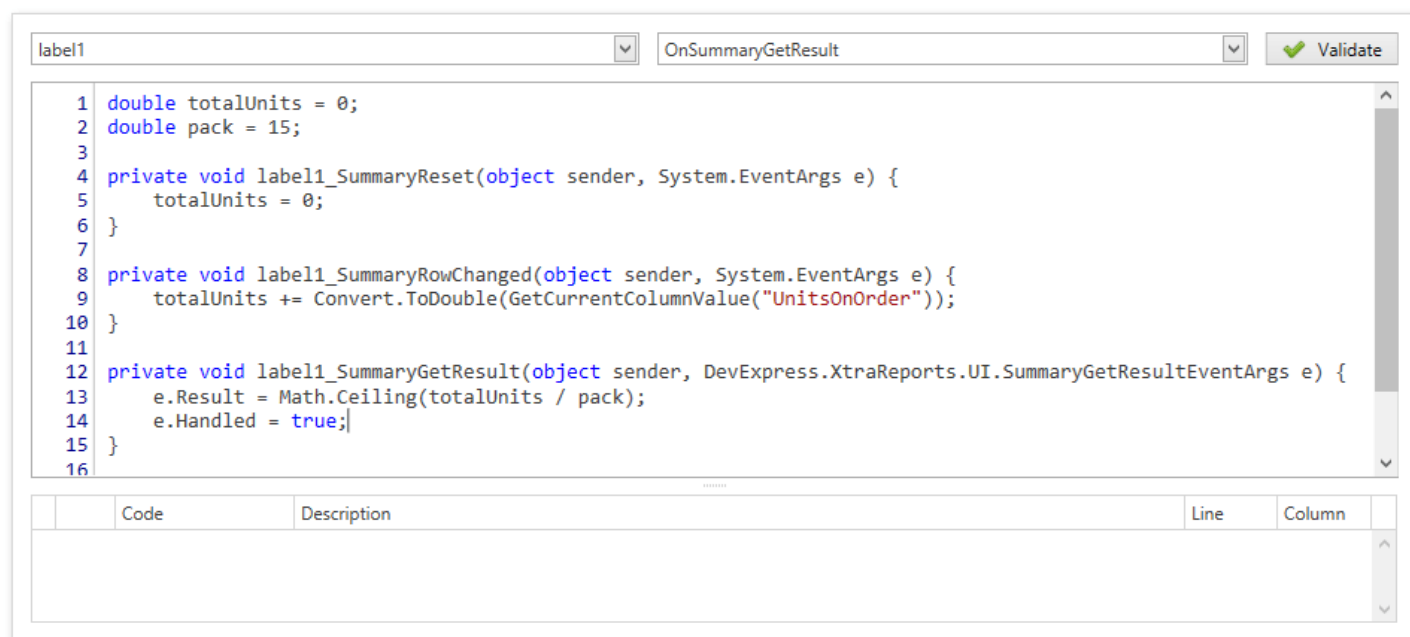 label1 OnSummaryGetResult Validate
1 double totalUnits = 0;
2 double pack = 15;
3
4 private void label1_SummaryReset(object sender, System.EventArgs e) {
5     totalUnits = 0;
6 }
7
8 private void label1_SummaryRowChanged(object sender, System.EventArgs e) {
9     totalUnits += Convert.ToDouble(GetCurrentColumnValue("UnitsOnOrder"));
10 }
11
12 private void label1_SummaryGetResult(object sender, DevExpress.XtraReports.UI.SummaryGetResultEventArgs e) {
13     e.Result = Math.Ceiling(totalUnits / pack);
14     e.Handled = true;
15 }
16
Code Description Line Column